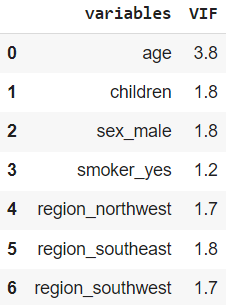 variables VIF
0 age 3.8
1 children 1.8
2 sex_male 1.8
3 smoker_yes 1.2
4 region_northwest 1.7
5 region_southeast 1.8
6 region_southwest 1.7